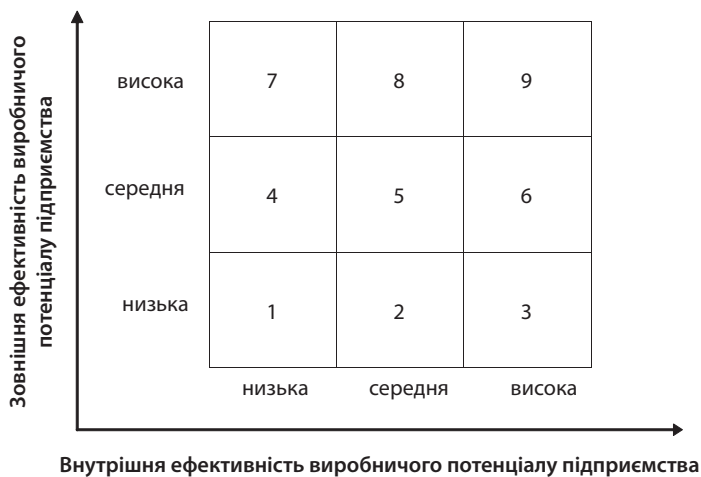 Зовнішня ефективність виробничого
потенціалу підприємства
висока 7 8 9
середня 4 5 6
низька 1 2 3
низька середня висока
Внутрішня ефективність виробничого потенціалу підприємства